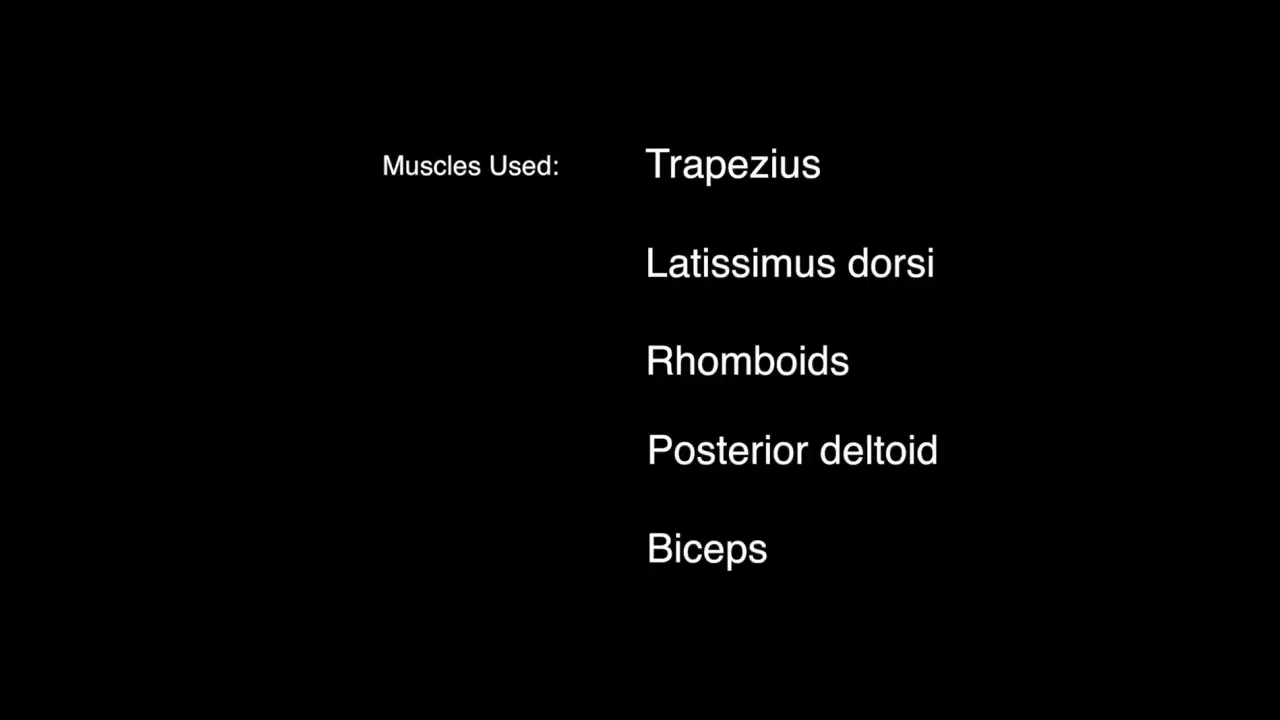 Muscles Used: Trapezius
Latissimus dorsi
Rhomboids
Posterior deltoid
Biceps